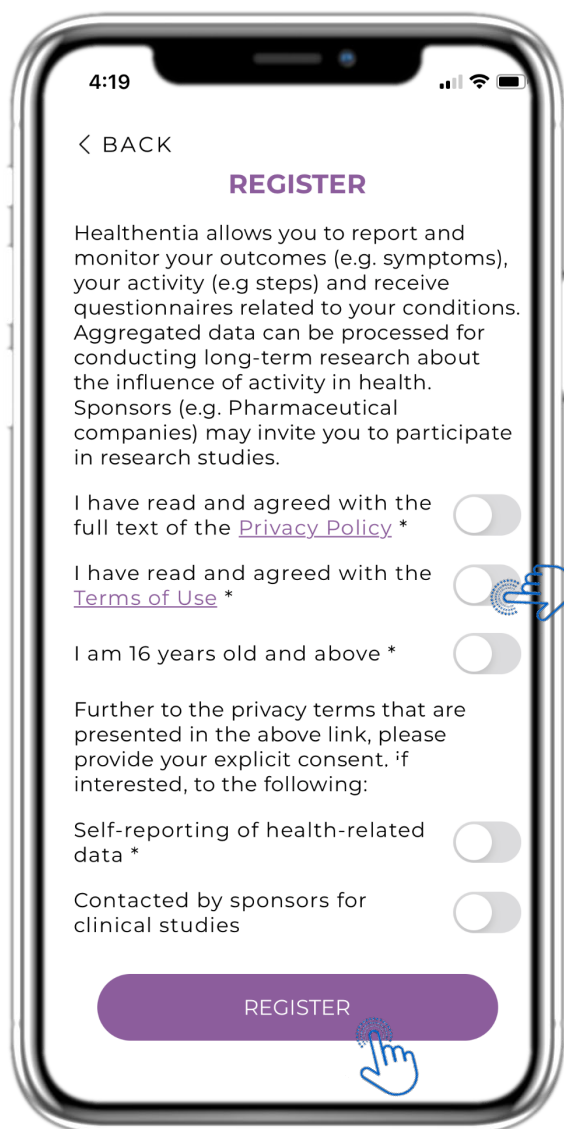 4:19
< BACK
REGISTER
Healthentia allows you to report and
monitor your outcomes (e.g. symptoms),
your activity (e.g steps) and receive
questionnaires related to your conditions.
Aggregated data can be processed for
conducting long-term research about
the influence of activity in health.
Sponsors (e.g. Pharmaceutical
companies) may invite you to participate
in research studies.
I have read and agreed with the
full text of the Privacy Policy *
I have read and agreed with the
Terms of Use *
I am 16 years old and above *
Further to the privacy terms that are
presented in the above link, please
provide your explicit consent. if
interested, to the following:
Self-reporting of health-related
data *
Contacted by sponsors for
clinical studies
REGISTER